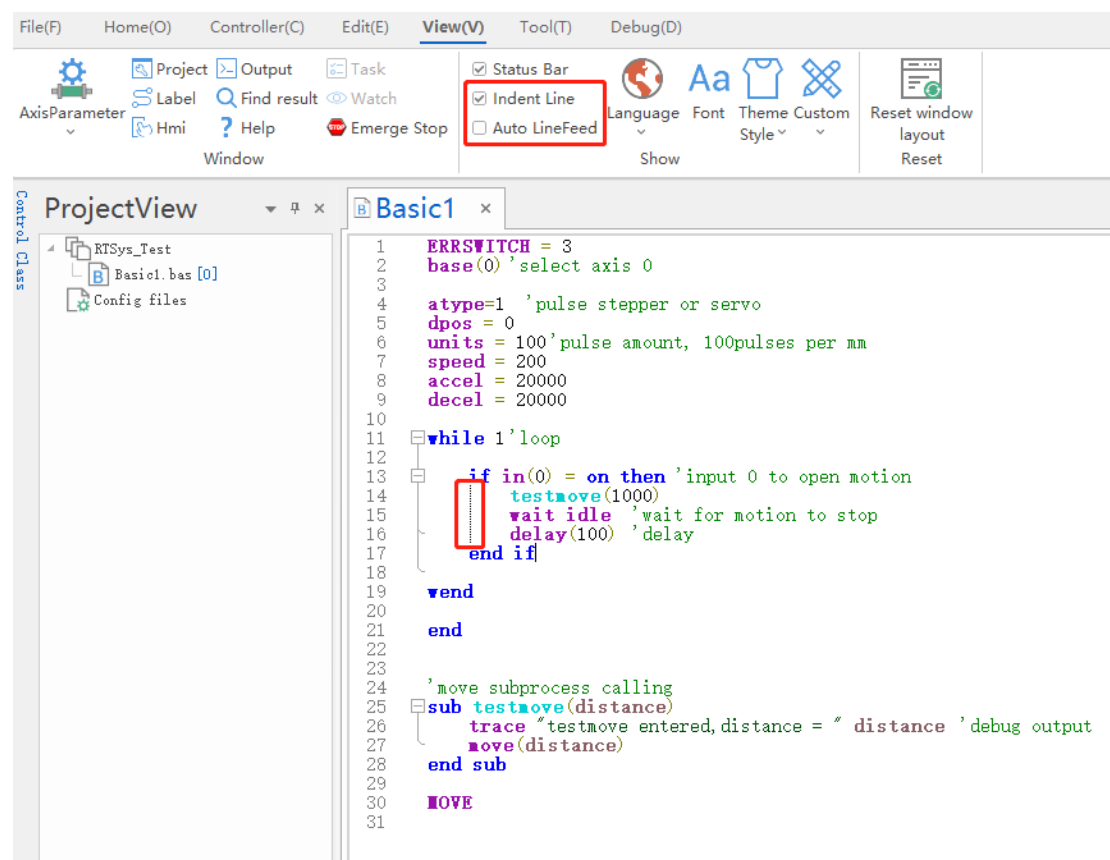 File(F) Home(O) Controller(C) Edit(E) View(V) Tool(T) Debug(D)
AxisParameter
Project Output Task
Label Find result Watch
Hmi Help Emerge Stop
Window
Status Bar
Indent Line
Auto LineFeed
Language Font Theme Style Custom
Show
Reset window layout
Reset
Control Class
ProjectView
RTSys_Test
Basic1.bas [0]
Config files
Basic1
1 ERRSWITCH = 3
2 base(0) 'select axis 0
3
4 atype=1 'pulse stepper or servo
5 dpos = 0
6 units = 100'pulse amount, 100pulses per mm
7 speed = 200
8 accel = 20000
9 decel = 20000
10
11 while 1'loop
12
13 if in(0) = on then 'input 0 to open motion
14 testmove(1000)
15 wait idle 'wait for motion to stop
16 delay(100) 'delay
17 end if
18
19 wend
20
21 end
22
23
24 'move subprocess calling
25 sub testmove(distance)
26 trace "testmove entered,distance = " distance 'debug output
27 move(distance)
28 end sub
29
30 MOVE
31